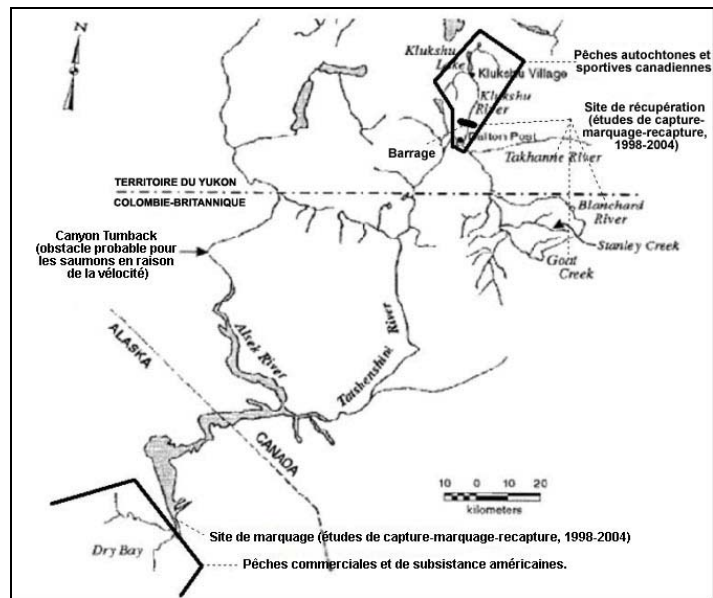 N
Klukshu
Lake
Klukshu Village
Klukshu
River
Dalton Post
Barrage
Takhanne River
Pêches autochtones et
sportives canadiennes
Site de récupération
(études de capture-
marquage-recapture,
1998-2004)
TERRITOIRE DU YUKON
COLOMBIE-BRITANNIQUE
Blanchard
River
Stanley Creek
Goat
Creek
Canyon Turnback
(obstacle probable pour
les saumons en raison
de la vélocité)
Alsek River
Tatshenshini River
ALASKA
CANADA
10 0 10 20
kilometers
Site de marquage (études de capture-marquage-recapture, 1998-2004)
Dry Bay
Pêches commerciales et de subsistance américaines.